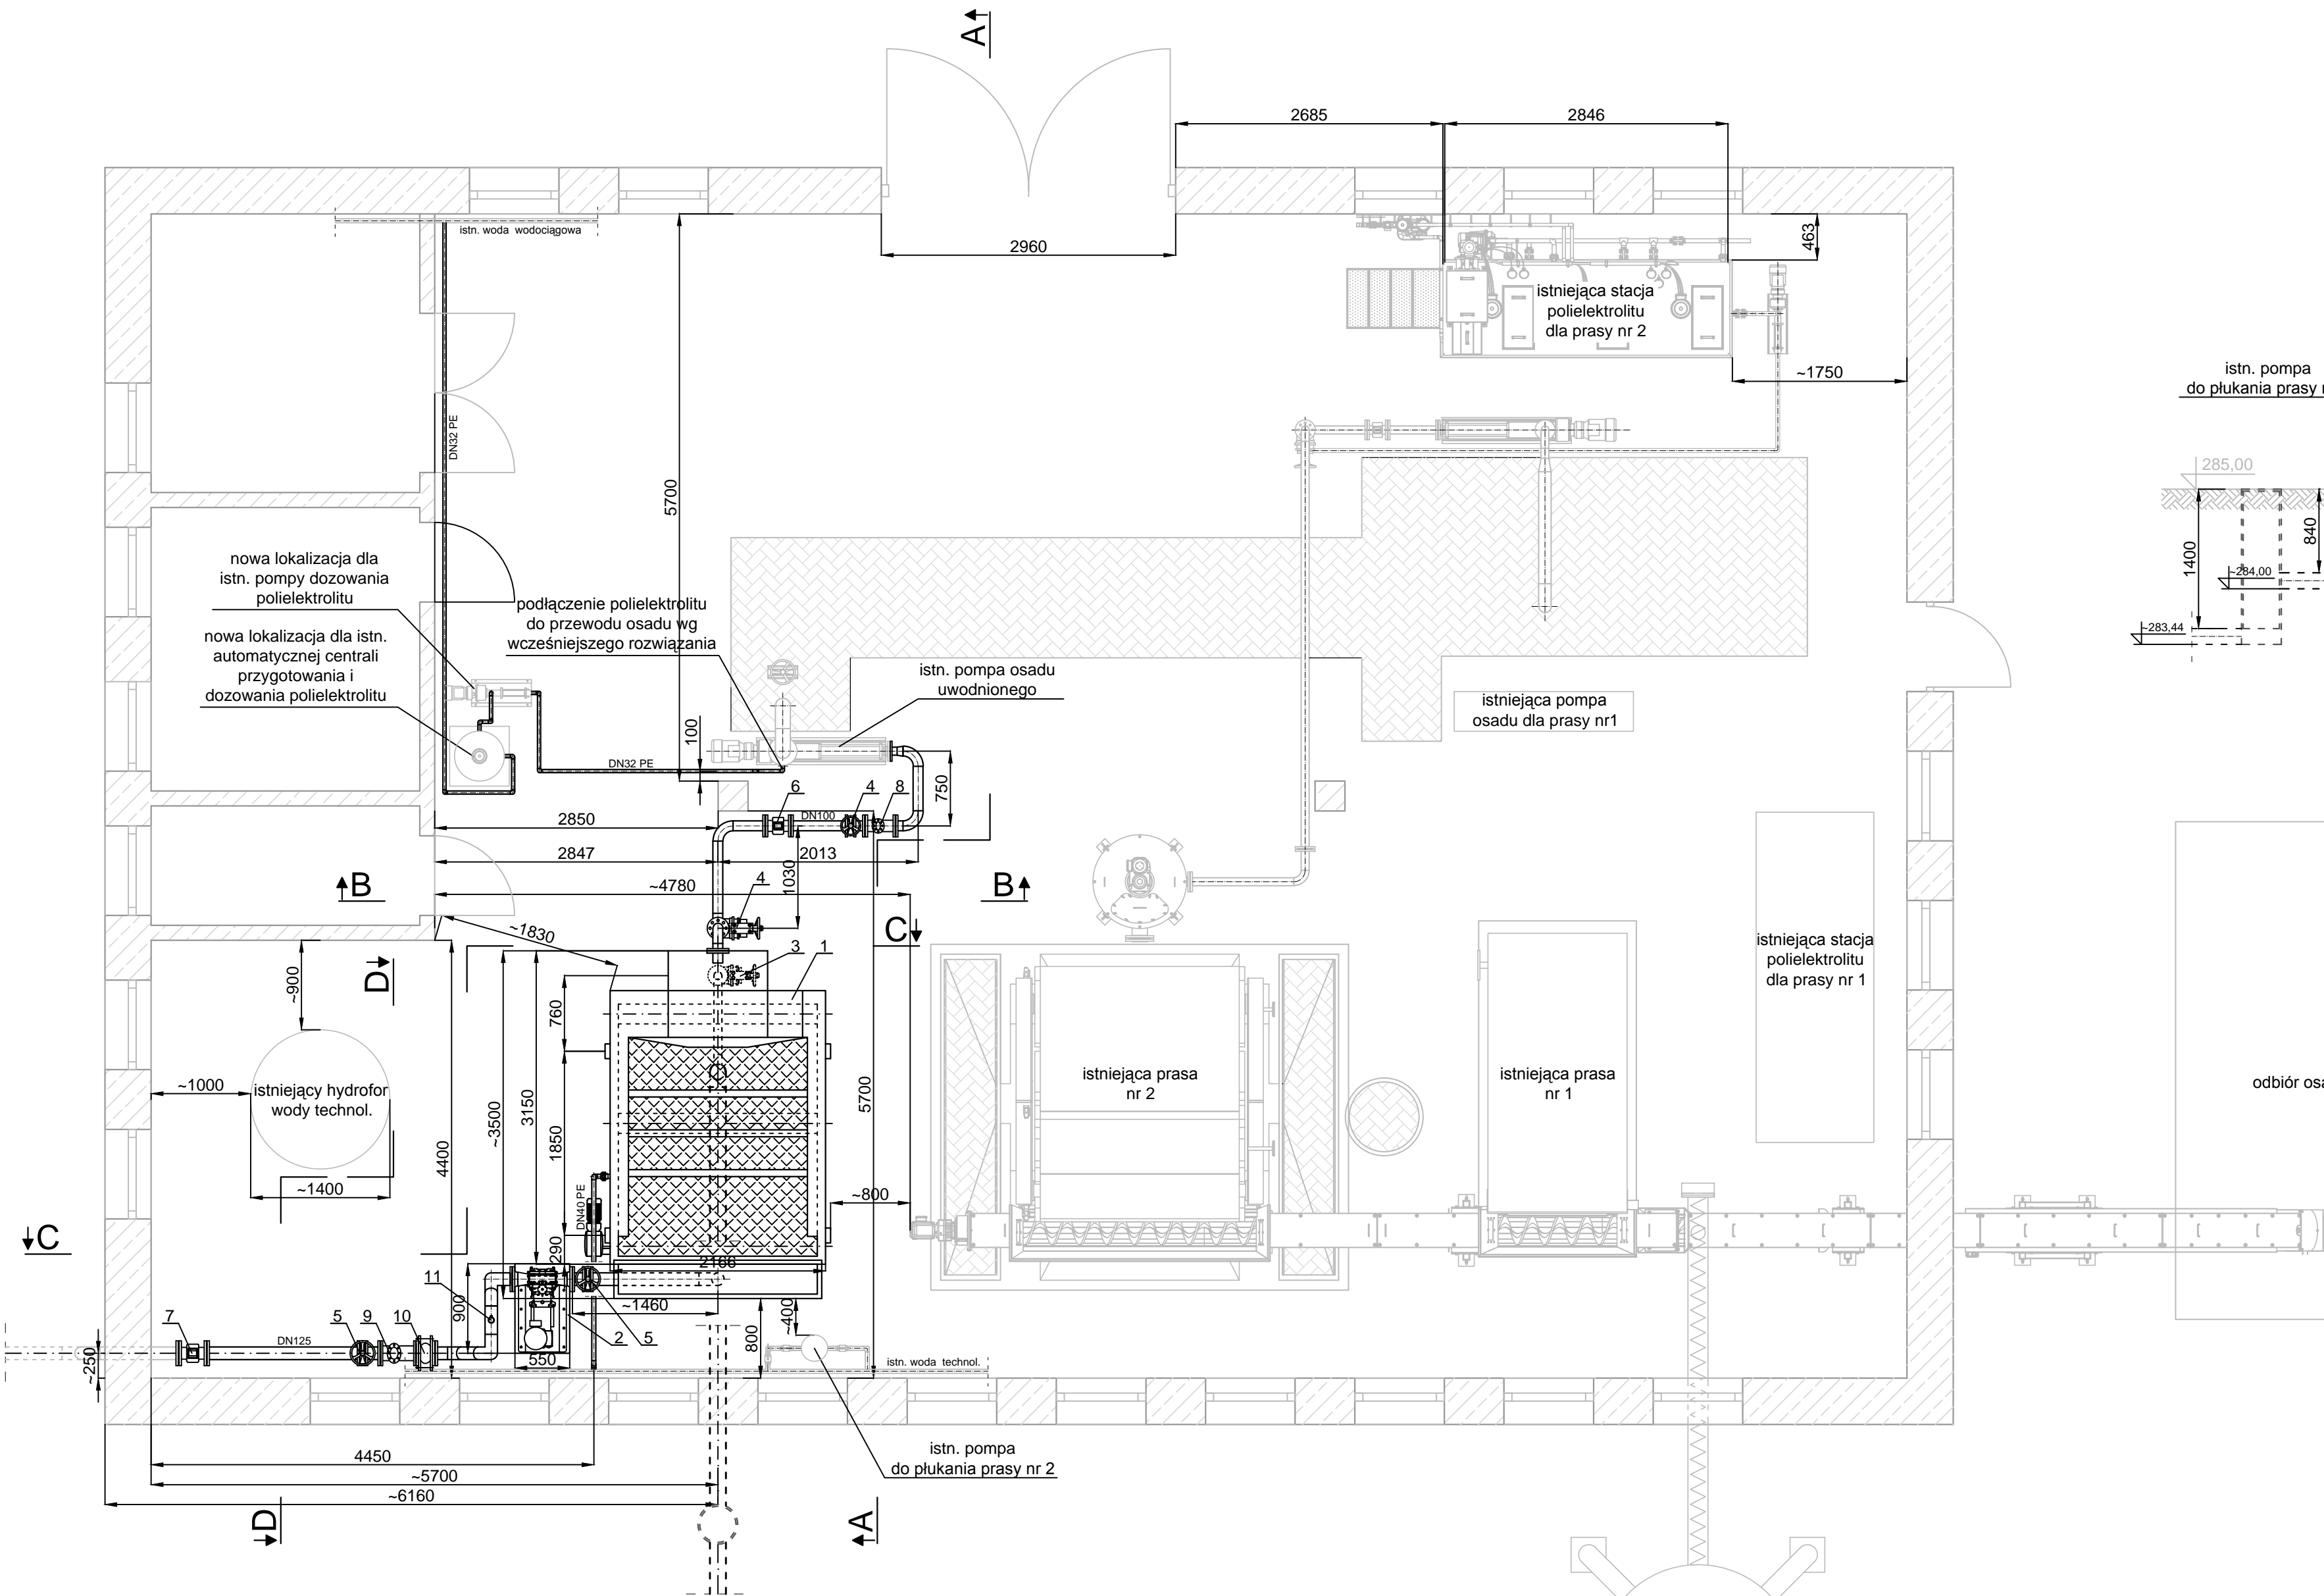 A
2685
2846
istn. woda wodociągowa
2960
463
istniejąca stacja
polielektrolitu
dla prasy nr 2
~1750
istn. pompa
do płukania prasy
DN32 PE
5700
285,00
1400
840
~284,00
~283,44
nowa lokalizacja dla
istn. pompy dozowania
polielektrolitu
nowa lokalizacja dla istn.
automatycznej centrali
przygotowania i
dozowania polielektrolitu
podłączenie polielektrolitu
do przewodu osadu wg
wcześniejszego rozwiązania
istn. pompa osadu
uwodnionego
istniejąca pompa
osadu dla prasy nr1
100
DN32 PE
750
6
4
8
DN100
2850
2847
2013
1030
B
~4780
4
B
C
~1830
3
1
D
~900
760
istniejąca stacja
polielektrolitu
dla prasy nr 1
~1000
istniejący hydrofor
wody technol.
~1400
4400
~3500
3150
1850
5700
istniejąca prasa
nr 2
istniejąca prasa
nr 1
odbiór
DN40 PE
~800
C
290
2166
11
900
~1460
7
5
9
10
DN125
2
5
550
800
~400
~250
istn. woda technol.
4450
~5700
~6160
istn. pompa
do płukania prasy nr 2
D
A